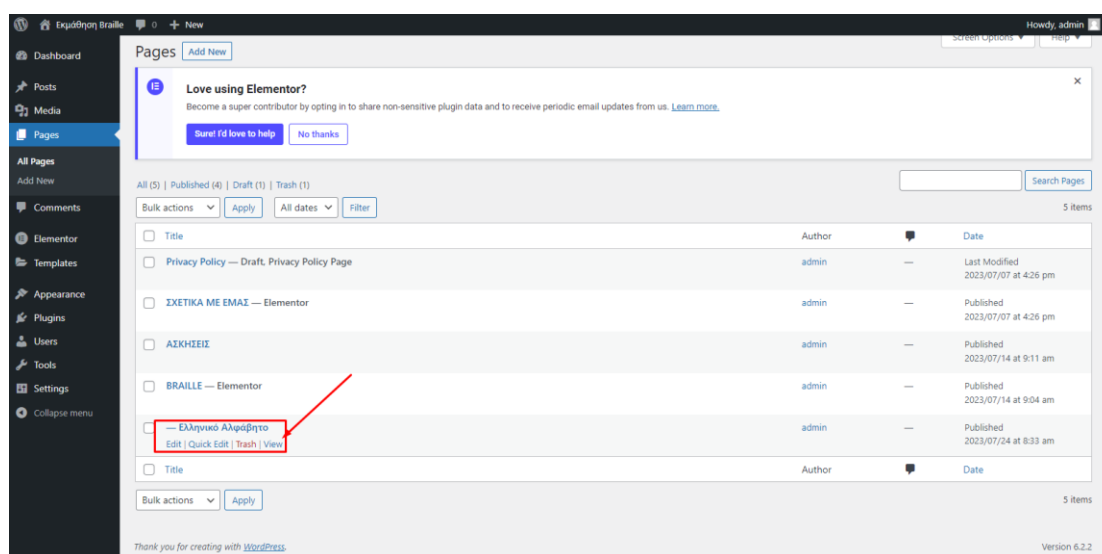 Εκμάθηση Braille 0 + New Howdy, admin
Dashboard
Posts
Media
Pages
All Pages
Add New
Comments
Elementor
Templates
Appearance
Plugins
Users
Tools
Settings
Collapse menu
Pages Add New
Screen Options ▼ Help ▼
Love using Elementor?
Become a super contributor by opting in to share non-sensitive plugin data and to receive periodic email updates from us. Learn more.
Sure! I'd love to help No thanks
All (5) | Published (4) | Draft (1) | Trash (1)
Search Pages
Bulk actions Apply All dates Filter 5 items
Title Author Date
Privacy Policy — Draft, Privacy Policy Page admin — Last Modified
2023/07/07 at 4:26 pm
ΣΧΕΤΙΚΑ ΜΕ ΕΜΑΣ — Elementor admin — Published
2023/07/07 at 4:26 pm
ΑΣΚΗΣΕΙΣ admin — Published
2023/07/14 at 9:11 am
BRAILLE — Elementor admin — Published
2023/07/14 at 9:04 am
— Ελληνικό Αλφάβητο admin — Published
Edit | Quick Edit | Trash | View 2023/07/24 at 8:33 am
Title Author Date
Bulk actions Apply 5 items
Thank you for creating with WordPress. Version 6.2.2